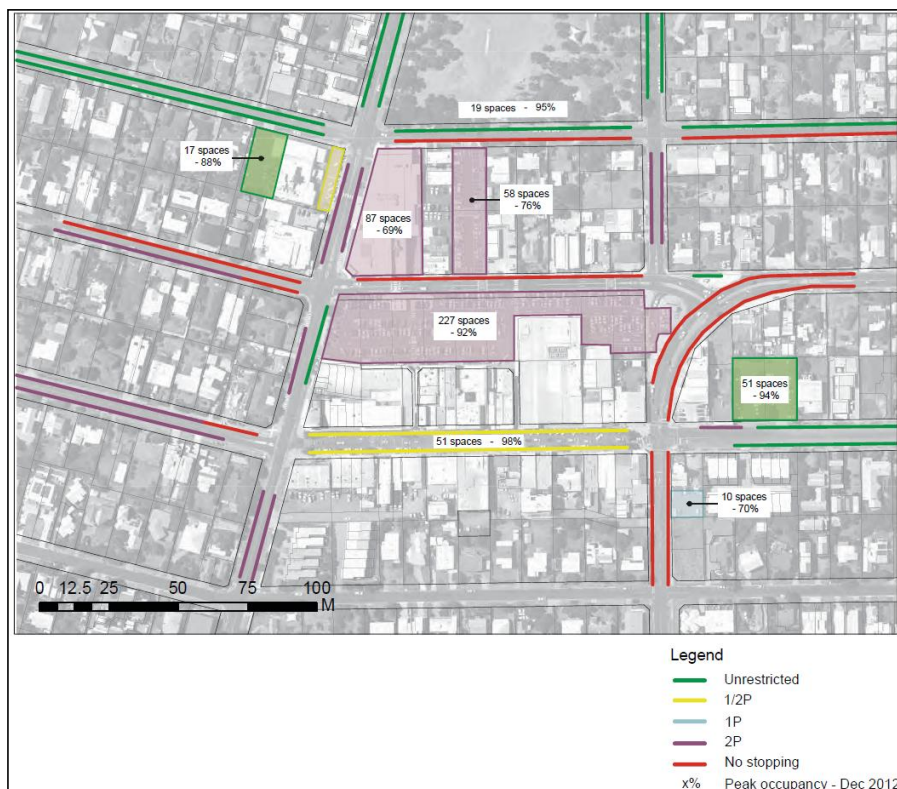 19 spaces - 95%
17 spaces
- 88%
58 spaces
- 76%
87 spaces
- 69%
227 spaces
- 92%
51 spaces
- 94%
51 spaces - 98%
10 spaces
- 70%
0 12.5 25 50 75 100
M
Legend
Unrestricted
1/2P
1P
2P
No stopping
x% Peak occupancy - Dec 2012